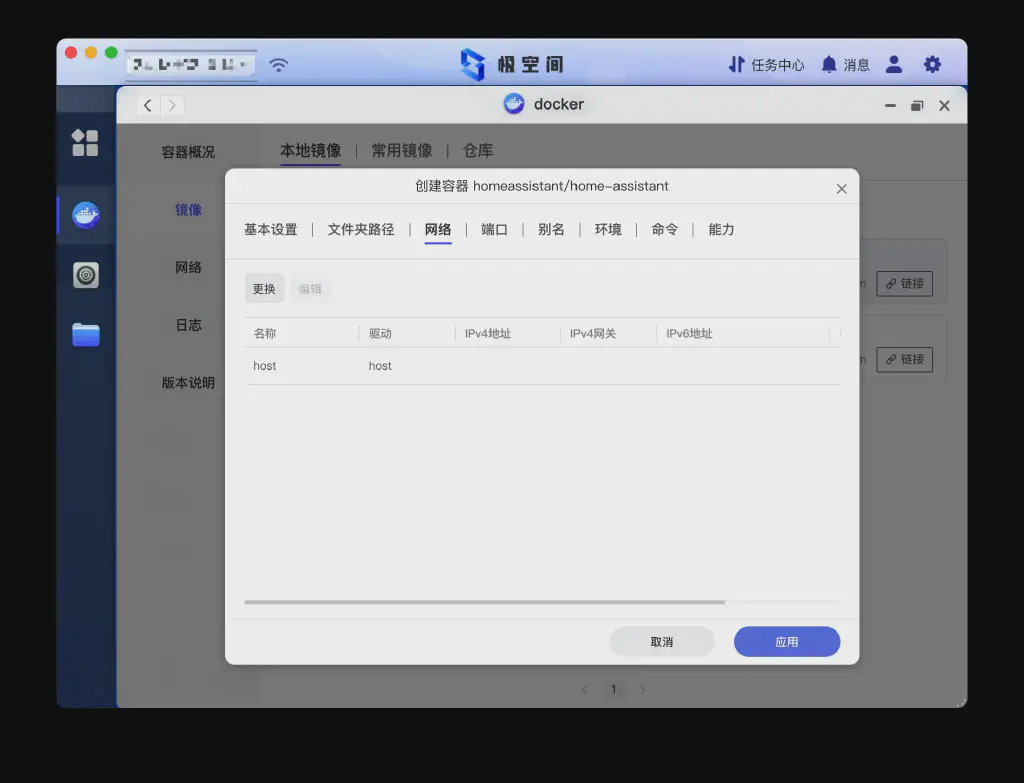 极空间
任务中心
消息
docker
容器概况
镜像
网络
日志
版本说明
本地镜像 | 常用镜像 | 仓库
创建容器 homeassistant/home-assistant
基本设置 | 文件夹路径 | 网络 | 端口 | 别名 | 环境 | 命令 | 能力
更换 编辑
名称 驱动 IPv4地址 IPv4网关 IPv6地址
host host
链接
链接
取消 应用
1